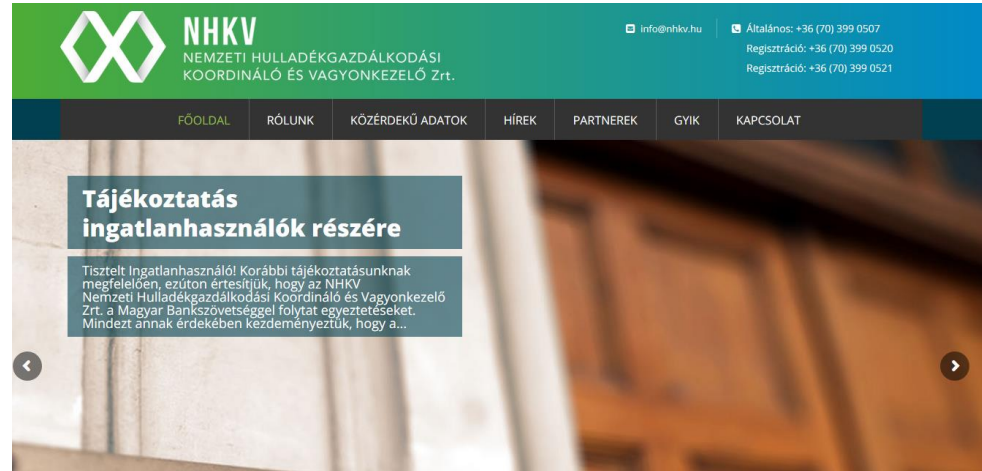 NHKV
NEMZETI HULLADÉKGAZDÁLKODÁSI
KOORDINÁLÓ ÉS VAGYONKEZELŐ Zrt.
info@nhkv.hu
Általános: +36 (70) 399 0507
Regisztráció: +36 (70) 399 0520
Regisztráció: +36 (70) 399 0521
FŐOLDAL RÓLUNK KÖZÉRDEKŰ ADATOK HÍREK PARTNEREK GYIK KAPCSOLAT
Tájékoztatás
ingatlanhasználók részére
Tisztelt Ingatlanhasználó! Korábbi tájékoztatásunknak
megfelelően, ezúton értesítjük, hogy az NHKV
Nemzeti Hulladékgazdálkodási Koordináló és Vagyonkezelő
Zrt. a Magyar Bankszövetséggel folytat egyeztetéseket.
Mindezt annak érdekében kezdeményeztük, hogy a...